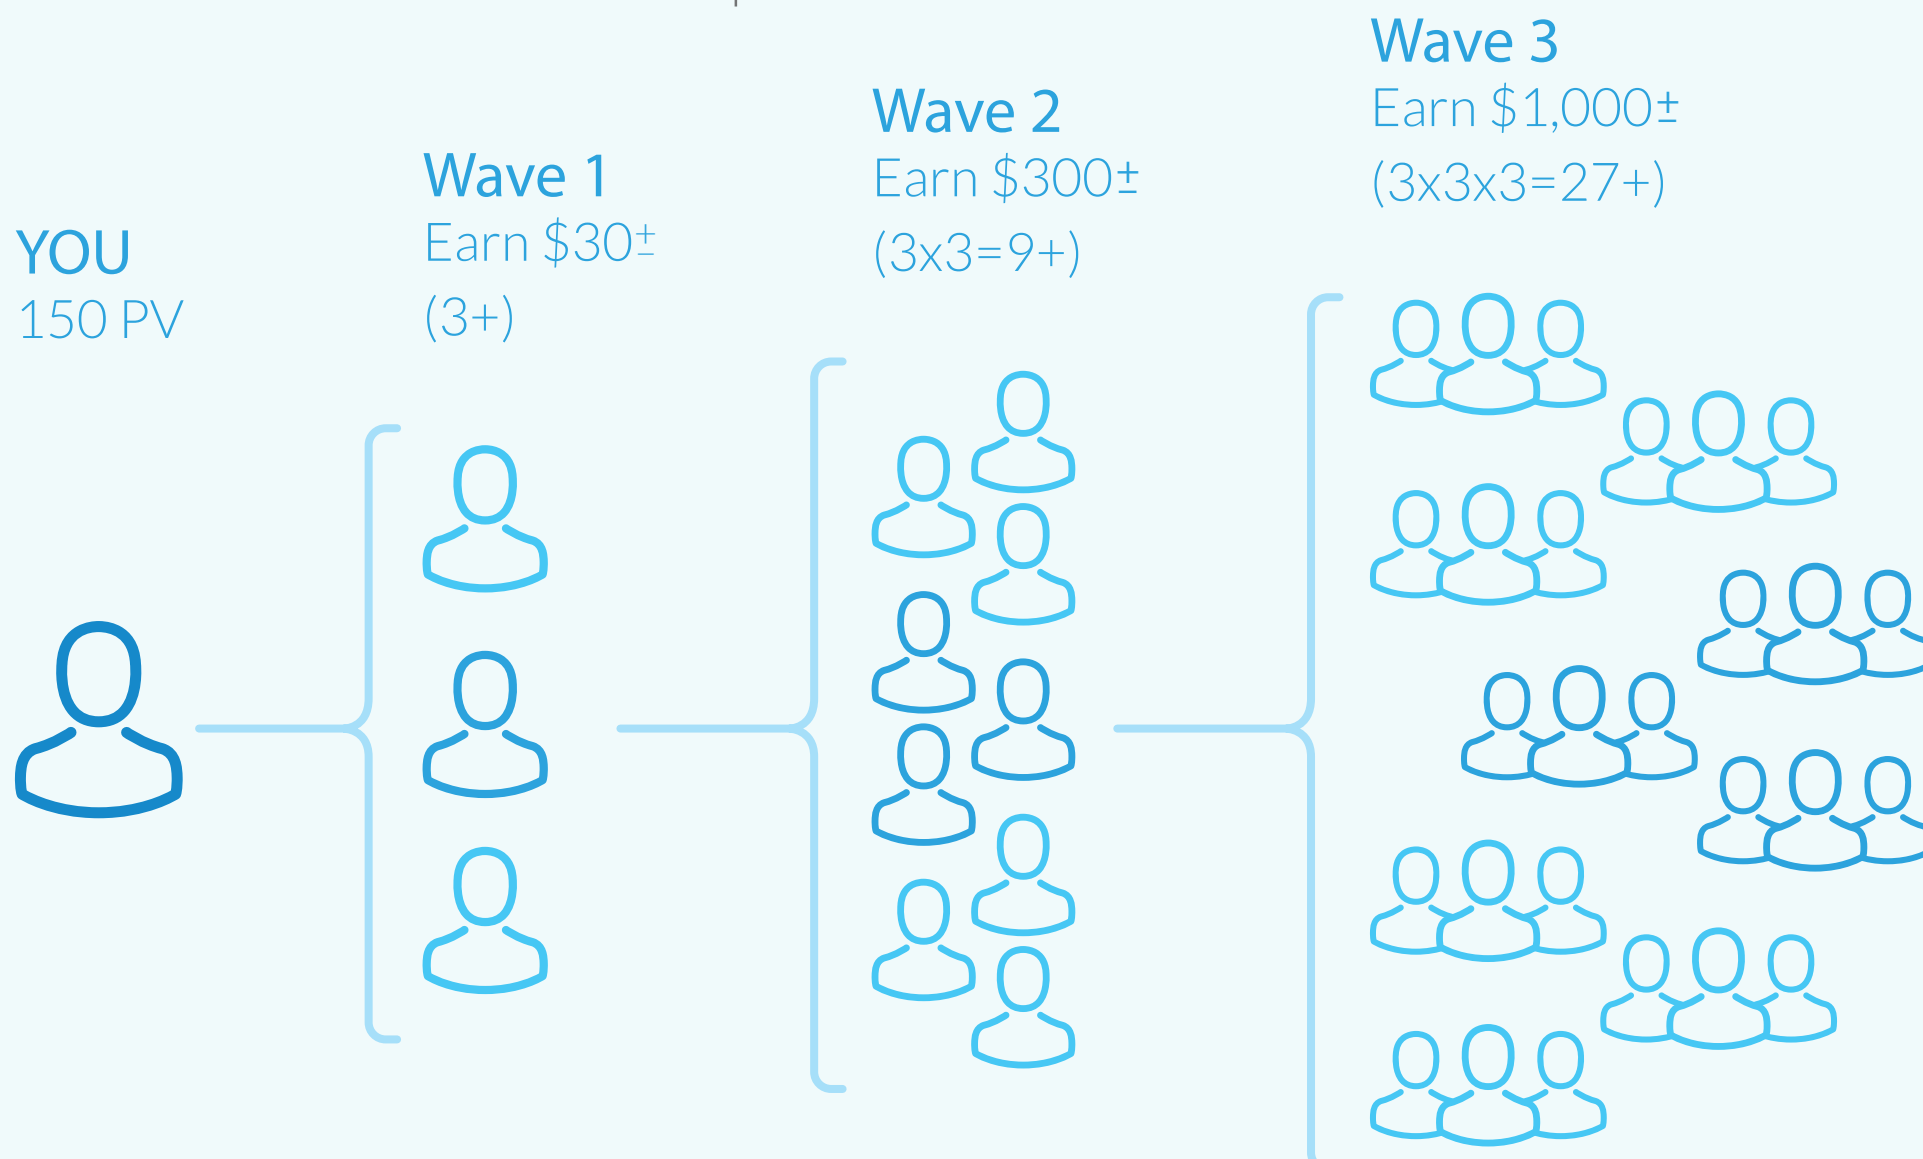 YOU
150 PV
Wave 1
Earn $30±
(3+)
Wave 2
Earn $300±
(3x3=9+)
Wave 3
Earn $1,000±
(3x3x3=27+)